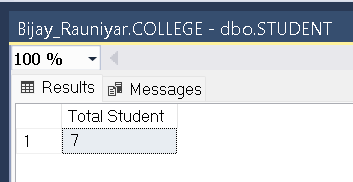 Bijay_Rauniyar.COLLEGE - dbo.STUDENT
100 %
Results Messages
Total Student
1 7